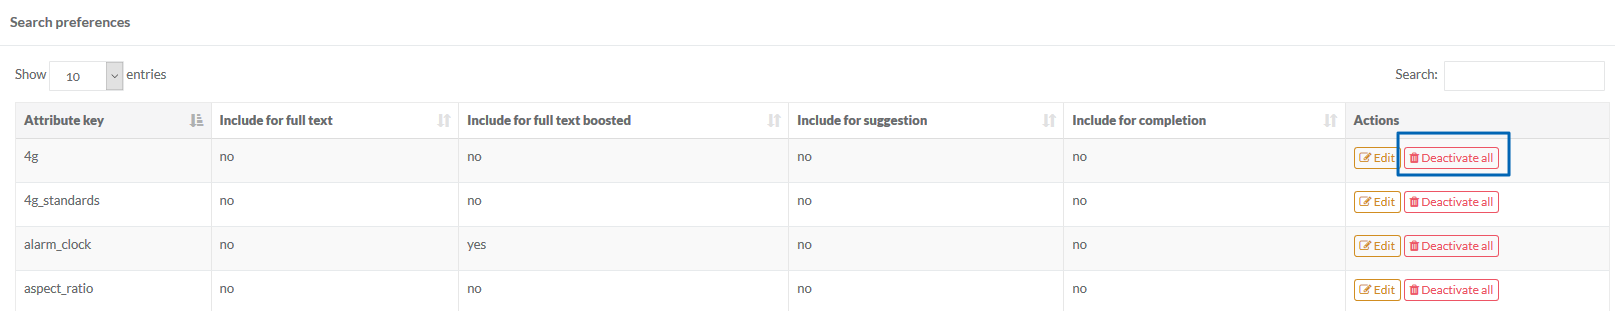 Search preferences
Show 10 entries Search:
Attribute key Include for full text Include for full text boosted Include for suggestion Include for completion Actions
4g no no no no Edit Deactivate all
4g_standards no no no no Edit Deactivate all
alarm_clock no yes no no Edit Deactivate all
aspect_ratio no no no no Edit Deactivate all